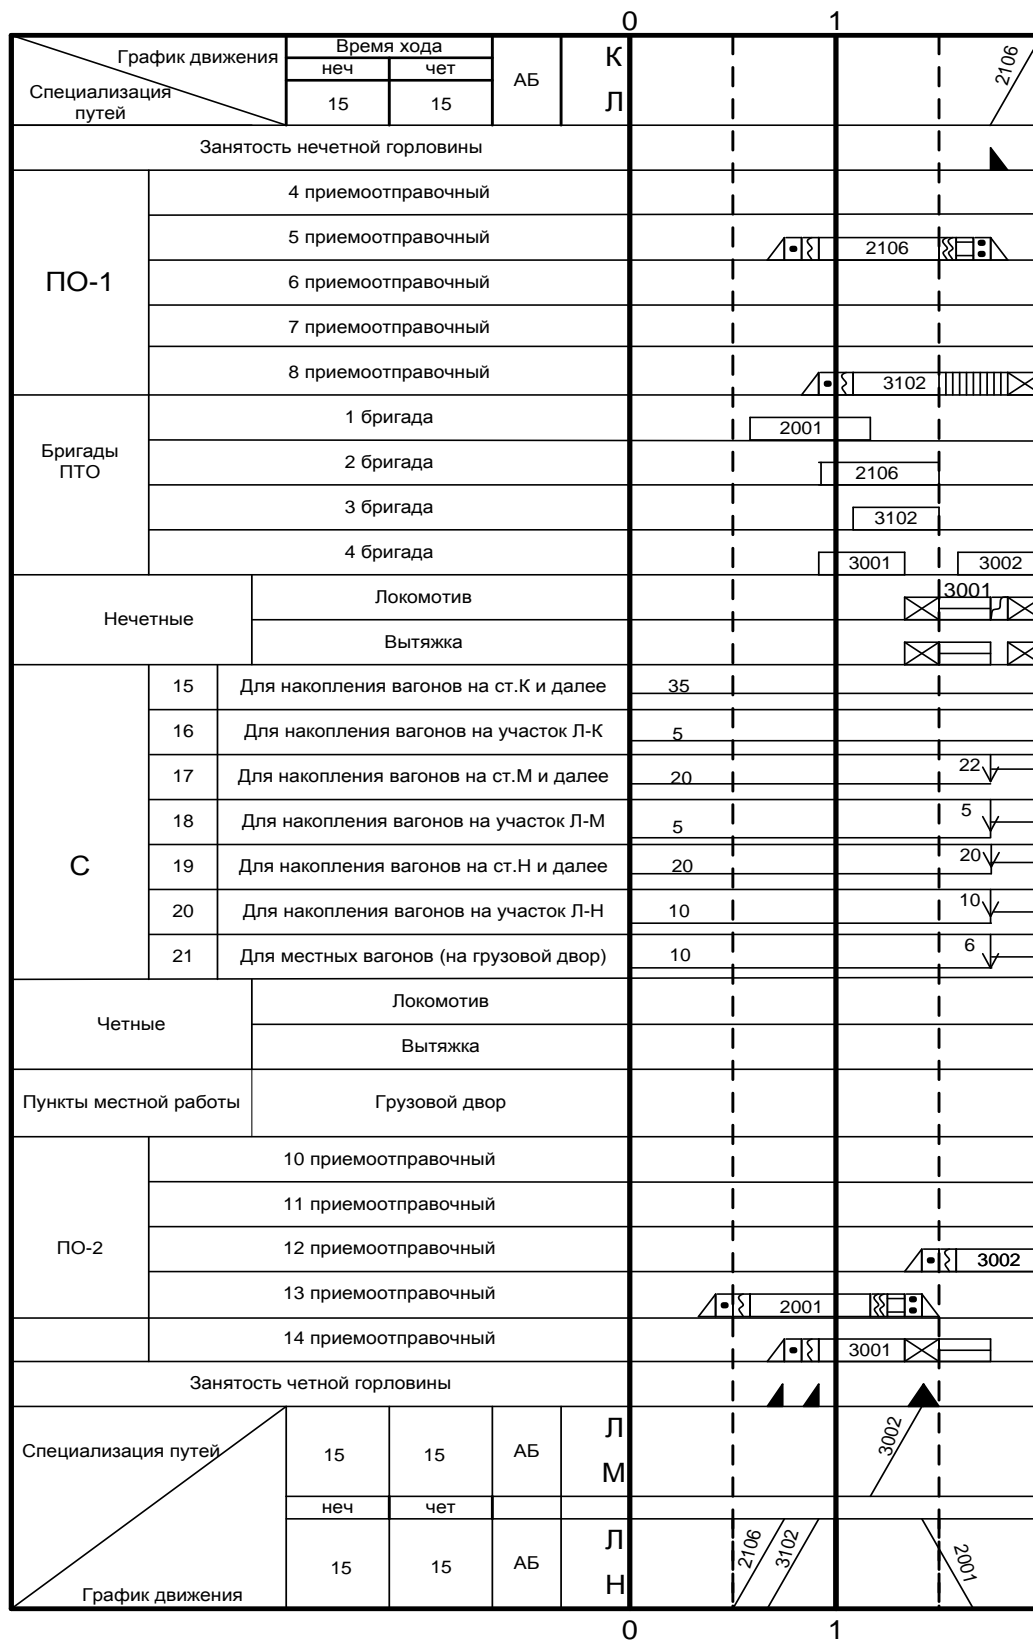 0 1
График движения
Специализация
путей
Время хода
неч чет
15 15
АБ
К
Л
2106
Занятость нечетной горловины
ПО-1
4 приемоотправочный
5 приемоотправочный 2106
6 приемоотправочный
7 приемоотправочный
8 приемоотправочный 3102
Бригады
ПТО
1 бригада 2001
2 бригада 2106
3 бригада 3102
4 бригада 3001 3002
Нечетные
Локомотив 3001
Вытяжка
С
15 Для накопления вагонов на ст.К и далее 35
16 Для накопления вагонов на участок Л-К 5
17 Для накопления вагонов на ст.М и далее 20 22
18 Для накопления вагонов на участок Л-М 5 5
19 Для накопления вагонов на ст.Н и далее 20 20
20 Для накопления вагонов на участок Л-Н 10 10
21 Для местных вагонов (на грузовой двор) 10 6
Четные
Локомотив
Вытяжка
Пункты местной работы Грузовой двор
ПО-2
10 приемоотправочный
11 приемоотправочный
12 приемоотправочный 3002
13 приемоотправочный 2001
14 приемоотправочный 3001
Занятость четной горловины
Специализация путей
15 15 АБ
Л
М
3002
неч чет
График движения
15 15 АБ
Л
Н
2106 3102 2001
0 1